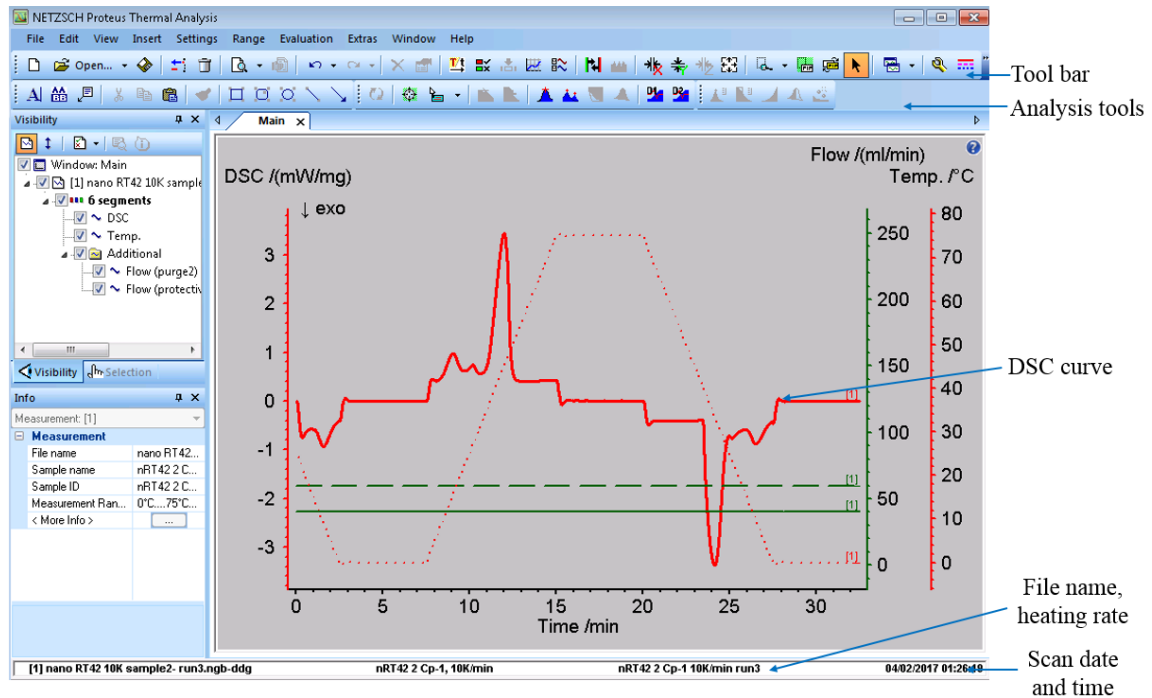 NETZSCH Proteus Thermal Analysis
File Edit View Insert Settings Range Evaluation Extras Window Help
Open...
Tool bar
Analysis tools
Visibility
Main
Window: Main
[1] nano RT42 10K sample
6 segments
DSC
Temp.
Additional
Flow (purge2)
Flow (protectiv
Visibility
Selection
Info
Measurement: [1]
Measurement
File name nano RT42...
Sample name nRT42 2 C...
Sample ID nRT42 2 C...
Measurement Ran... 0°C....75°C...
< More Info > ...
DSC /(mW/mg)
↓ exo
Flow /(ml/min)
Temp. /°C
3
2
1
0
-1
-2
-3
250
200
150
100
50
0
80
70
60
50
40
30
20
10
0
[1]
[1]
[1]
[1]
DSC curve
0 5 10 15 20 25 30
Time /min
File name,
heating rate
[1] nano RT42 10K sample2- run3.ngb-ddg nRT42 2 Cp-1, 10K/min nRT42 2 Cp-1 10K/min run3 04/02/2017
Scan date
and time